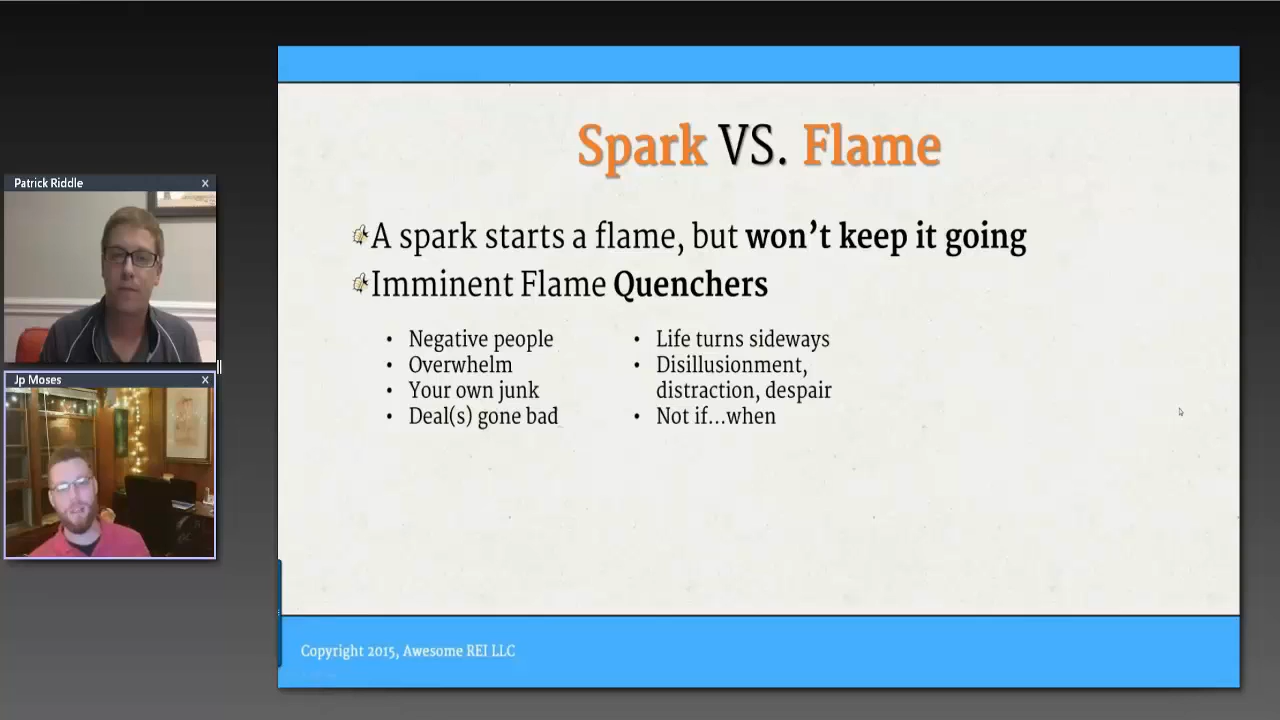 Patrick Riddle x
Jp Moses x
Spark VS. Flame
A spark starts a flame, but won’t keep it going
Imminent Flame Quenchers
• Negative people
• Overwhelm
• Your own junk
• Deal(s) gone bad
• Life turns sideways
• Disillusionment,
distraction, despair
• Not if...when
Copyright 2015, Awesome REI LLC